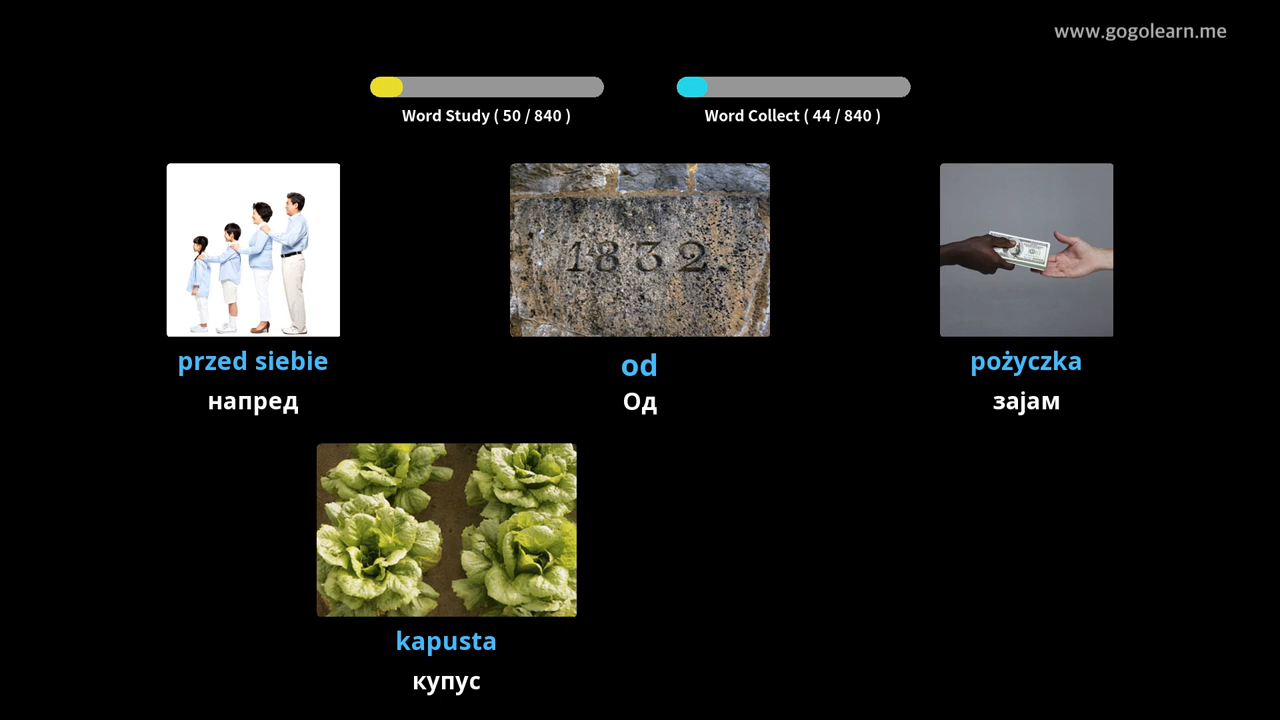 www.gogolearn.me
Word Study ( 50 / 840 )
Word Collect ( 44 / 840 )
1832.
przed siebie
напред
od
Од
pożyczka
зајам
kapusta
купус